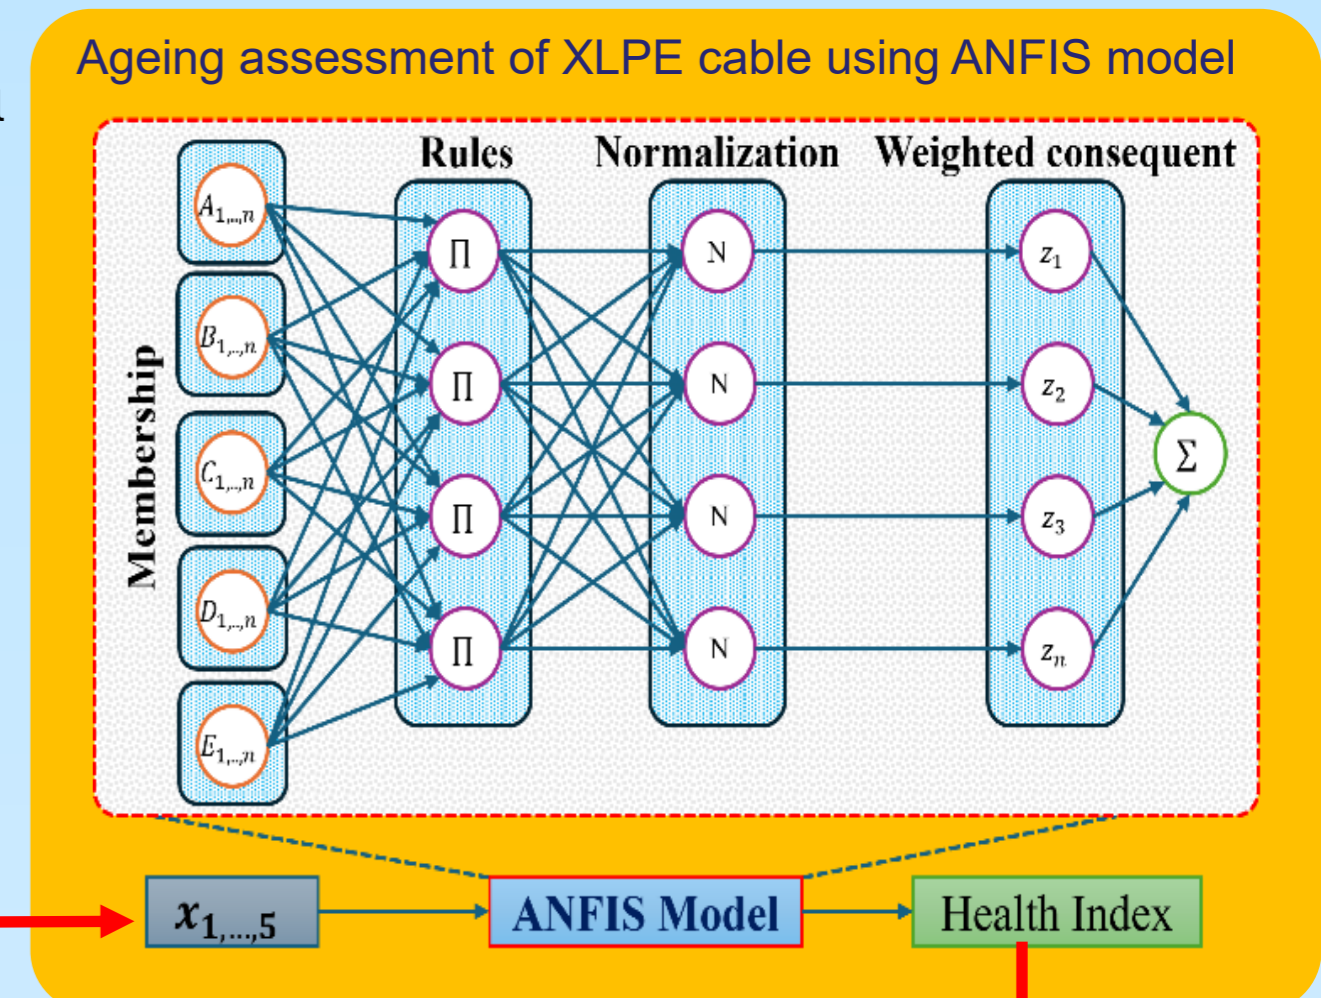 Ageing assessment of XLPE cable using ANFIS model
Rules Normalization Weighted consequent
Membership
A1,..,n
B1,..,n
C1,..,n
D1,..,n
E1,..,n
Π
Π
Π
Π
N
N
N
N
z1
z2
z3
zn
Σ
x1,...,5
ANFIS Model
Health Index